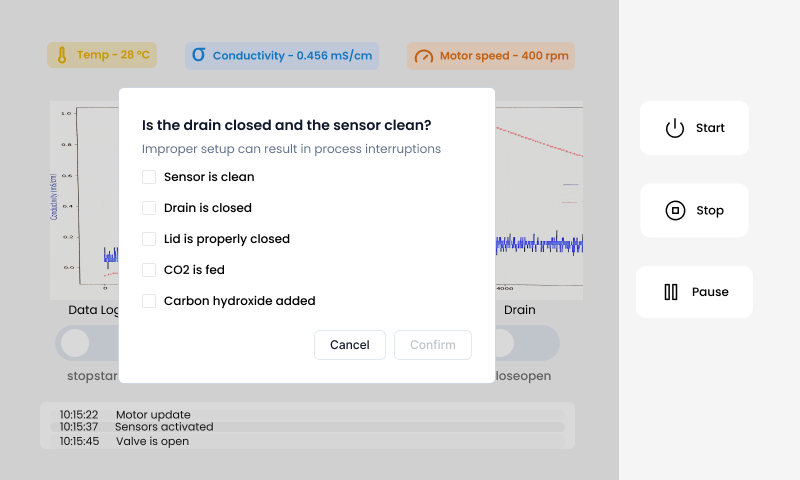 Temp - 28 °C
σ Conductivity - 0.456 mS/cm
Motor speed - 400 rpm
Is the drain closed and the sensor clean?
Improper setup can result in process interruptions
Sensor is clean
Drain is closed
Lid is properly closed
CO2 is fed
Carbon hydroxide added
Cancel
Confirm
1.0
0.8
0.6
0.4
0.2
0.0
Conductivity (mS/cm)
0
4000
Data Log
Drain
stopstar
loseopen
10:15:22 Motor update
10:15:37 Sensors activated
10:15:45 Valve is open
Start
Stop
Pause